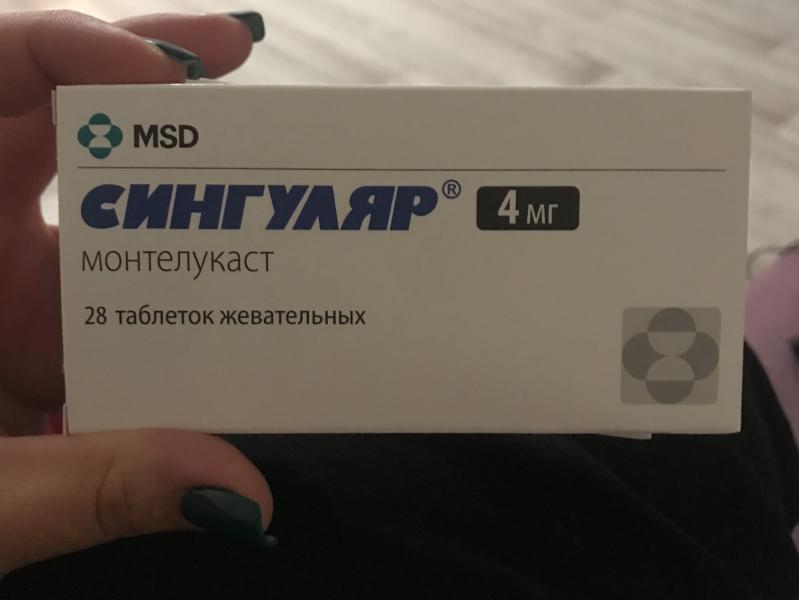 MSD
СИНГУЛЯР® 4 мг
монтелукаст
28 таблеток жевательных